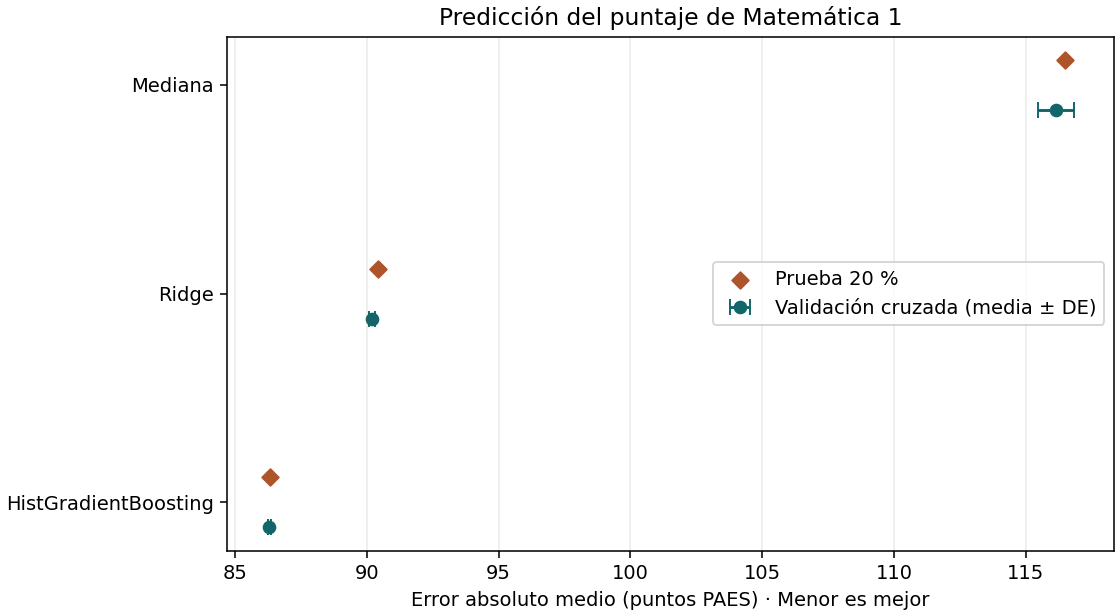 Predicción del puntaje de Matemática 1
Mediana
Ridge
HistGradientBoosting
Prueba 20 %
Validación cruzada (media ± DE)
85 90 95 100 105 110 115
Error absoluto medio (puntos PAES) · Menor es mejor